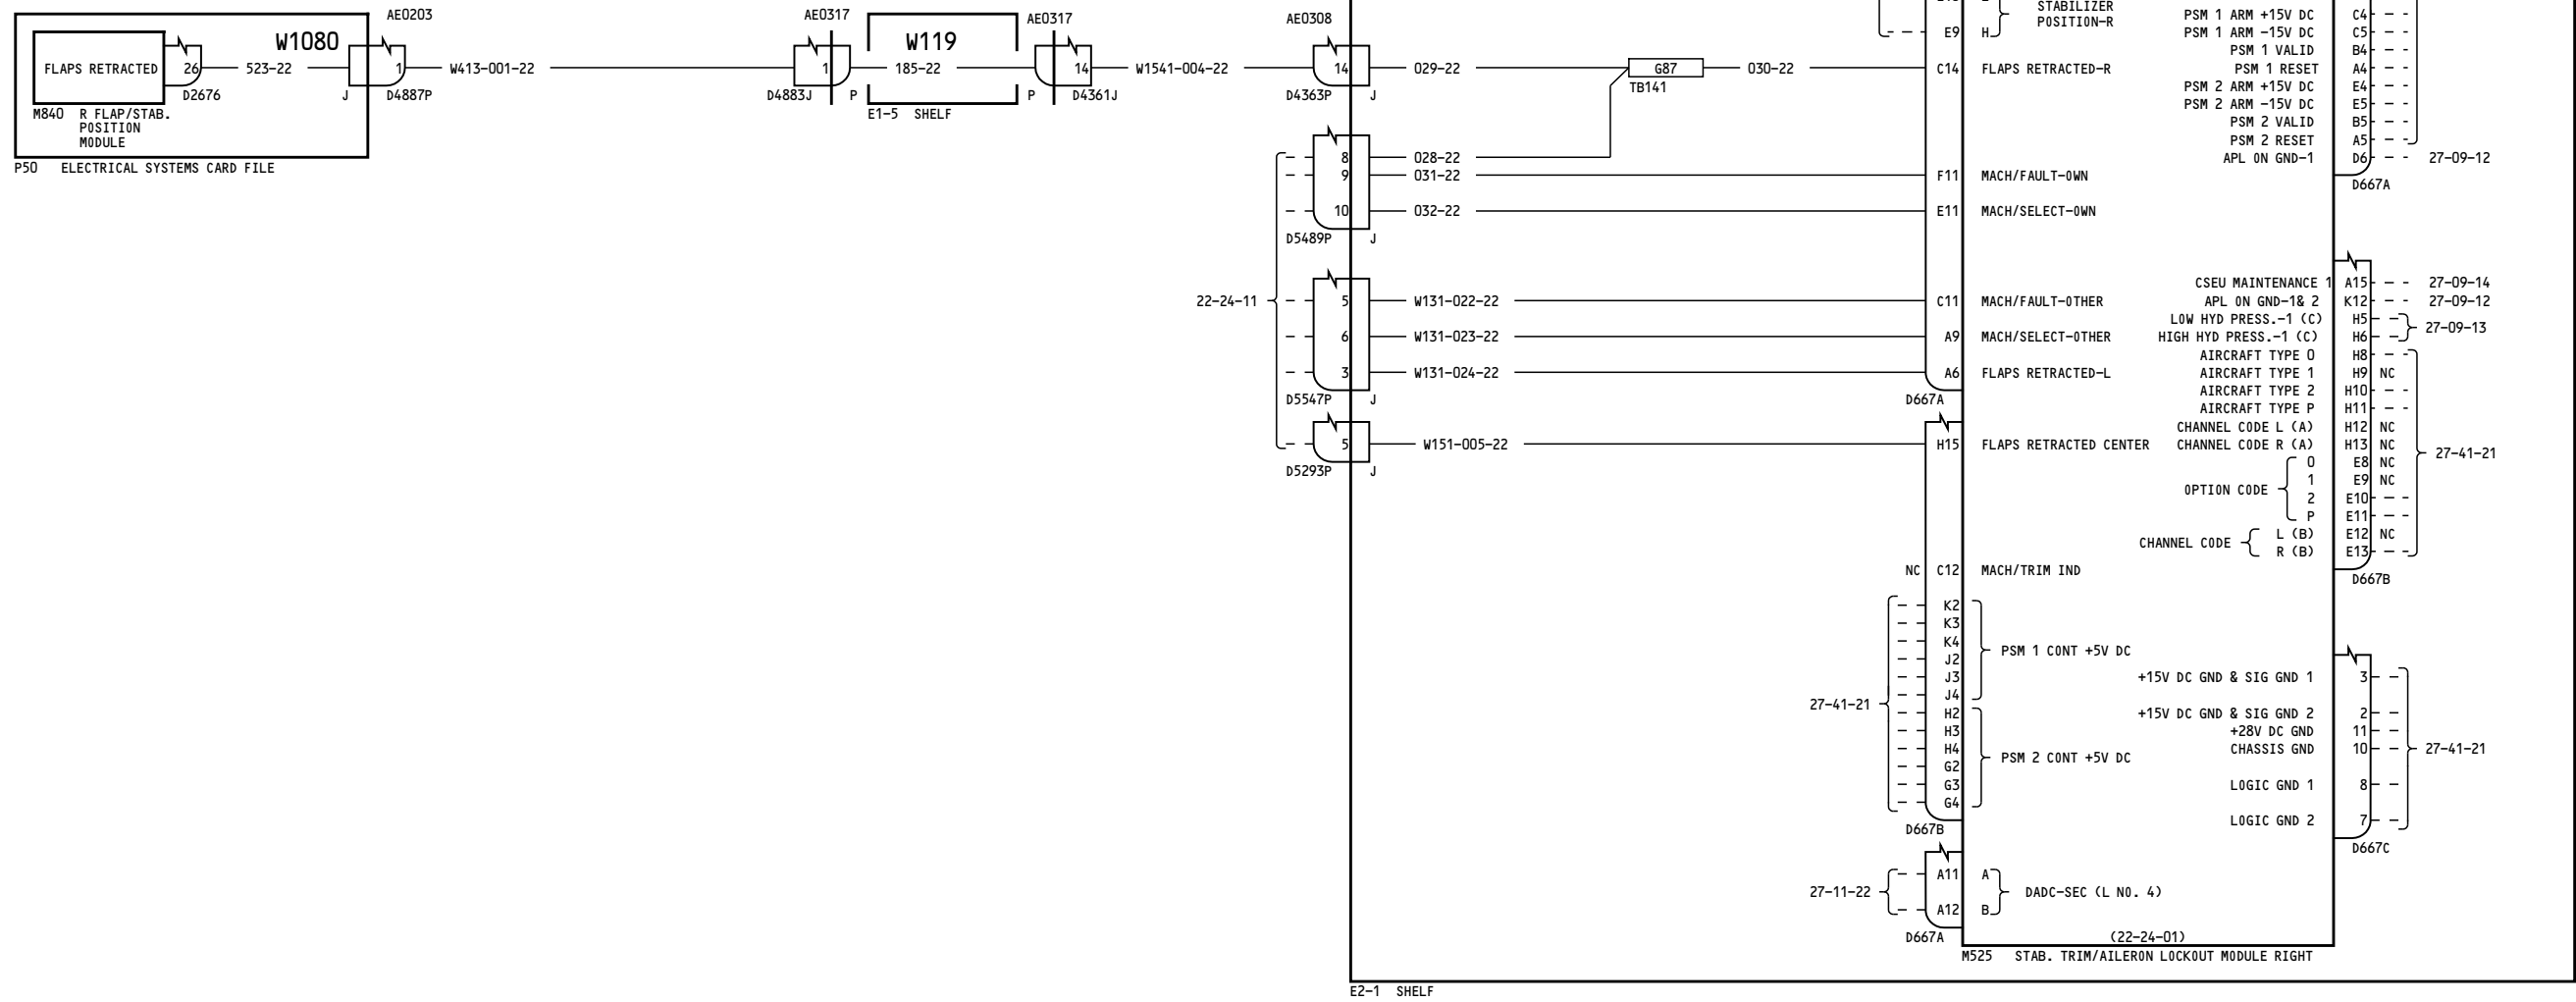 AE0203
W1080
FLAPS RETRACTED
26
523-22
1
W413-001-22
D2676
J
D4887P
M840 R FLAP/STAB.
POSITION
MODULE
P50 ELECTRICAL SYSTEMS CARD FILE
AE0317
W119
AE0317
1
185-22
14
W1541-004-22
D4883J
P
P
D4361J
E1-5 SHELF
AE0308
14
029-22
G87
TB141
030-22
D4363P
J
8
028-22
9
031-22
10
032-22
D5489P
J
22-24-11
5
W131-022-22
6
W131-023-22
3
W131-024-22
D5547P
J
5
W151-005-22
D5293P
J
STABILIZER
POSITION-R
E9 H
C14 FLAPS RETRACTED-R
F11 MACH/FAULT-OWN
E11 MACH/SELECT-OWN
C11 MACH/FAULT-OTHER
A9 MACH/SELECT-OTHER
A6 FLAPS RETRACTED-L
D667A
H15 FLAPS RETRACTED CENTER
NC C12 MACH/TRIM IND
K2
K3
K4
J2
J3
J4
PSM 1 CONT +5V DC
27-41-21
H2
H3
H4
G2
G3
G4
PSM 2 CONT +5V DC
D667B
27-11-22
A11 A
A12 B
DADC-SEC (L NO. 4)
D667A
PSM 1 ARM +15V DC C4
PSM 1 ARM -15V DC C5
PSM 1 VALID B4
PSM 1 RESET A4
PSM 2 ARM +15V DC E4
PSM 2 ARM -15V DC E5
PSM 2 VALID B5
PSM 2 RESET A5
APL ON GND-1 D6 27-09-12
D667A
CSEU MAINTENANCE 1 A15 27-09-14
APL ON GND-1& 2 K12 27-09-12
LOW HYD PRESS.-1 (C) H5
HIGH HYD PRESS.-1 (C) H6
27-09-13
AIRCRAFT TYPE 0 H8
AIRCRAFT TYPE 1 H9 NC
AIRCRAFT TYPE 2 H10
AIRCRAFT TYPE P H11
CHANNEL CODE L (A) H12 NC
CHANNEL CODE R (A) H13 NC
27-41-21
OPTION CODE
0 E8 NC
1 E9 NC
2 E10
P E11
CHANNEL CODE
L (B) E12 NC
R (B) E13
D667B
+15V DC GND & SIG GND 1 3
+15V DC GND & SIG GND 2 2
+28V DC GND 11
CHASSIS GND 10
27-41-21
LOGIC GND 1 8
LOGIC GND 2 7
D667C
(22-24-01)
M525 STAB. TRIM/AILERON LOCKOUT MODULE RIGHT
E2-1 SHELF